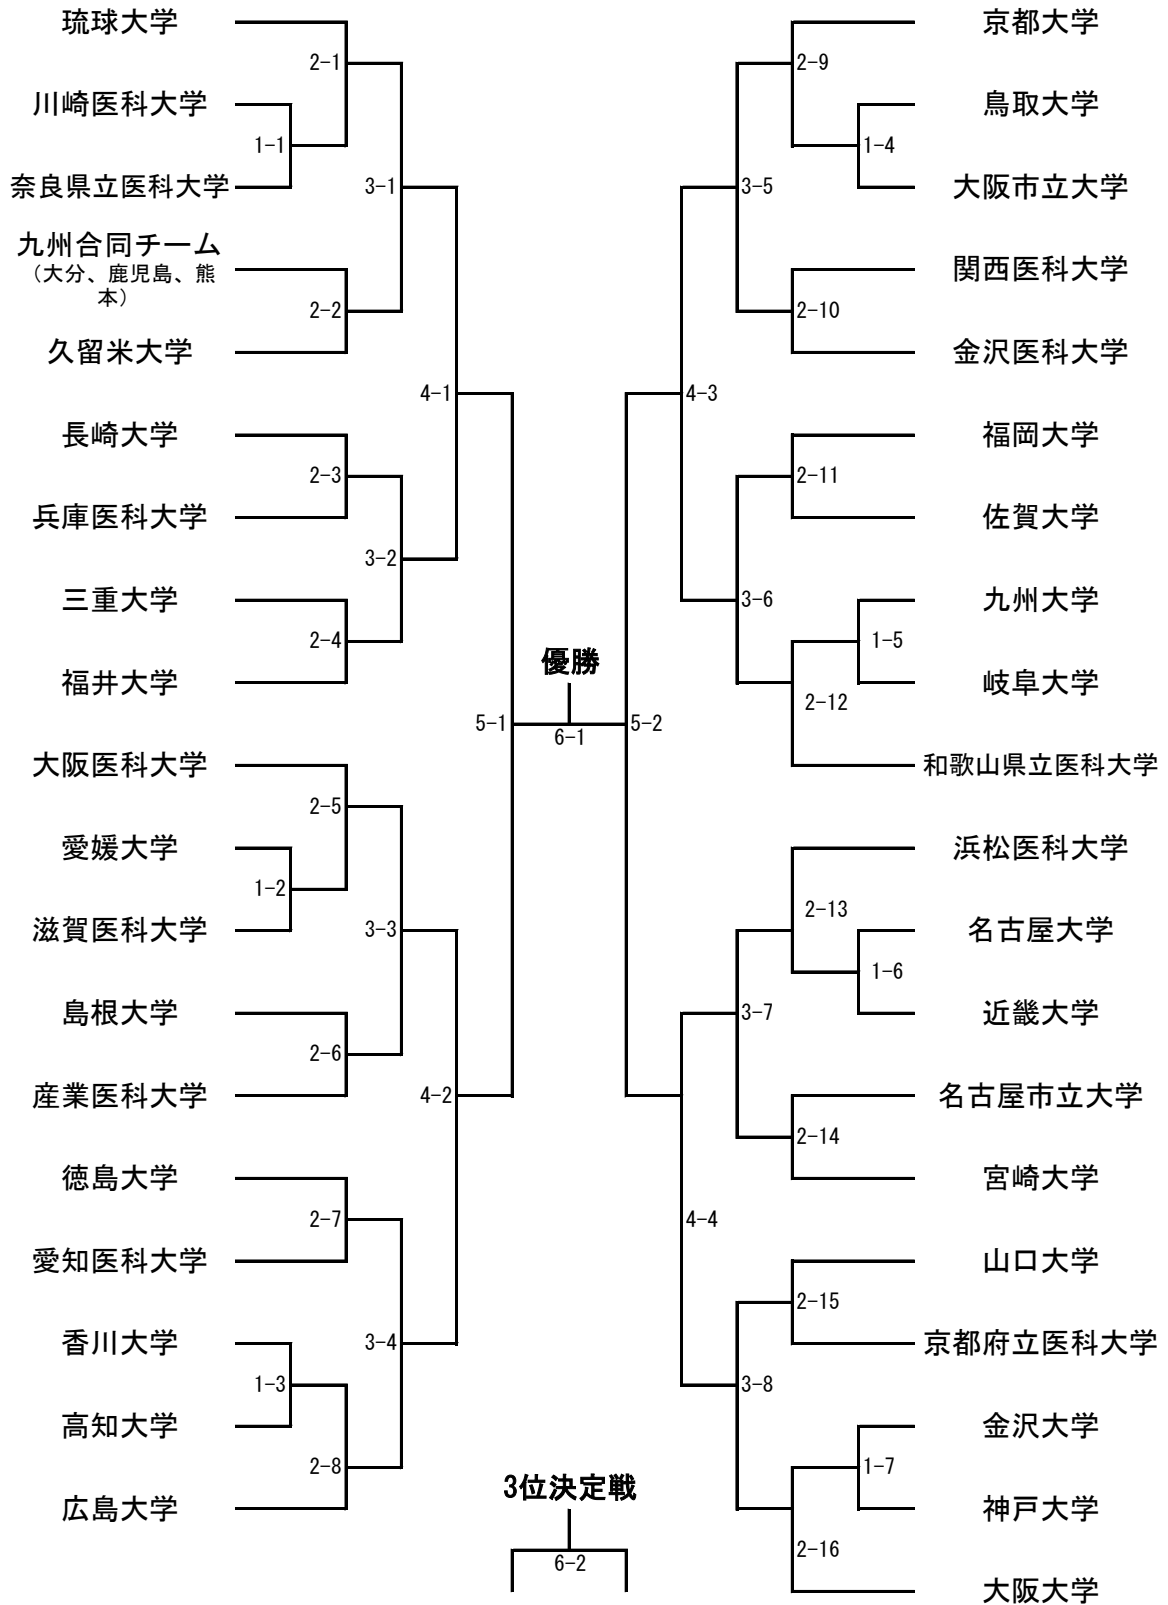 琉球大学
2-1
川崎医科大学
1-1
奈良県立医科大学
3-1
九州合同チーム
（大分、鹿児島、熊
本）
2-2
久留米大学
4-1
長崎大学
2-3
兵庫医科大学
3-2
三重大学
2-4
福井大学
5-1
大阪医科大学
2-5
愛媛大学
1-2
滋賀医科大学
3-3
島根大学
2-6
産業医科大学
4-2
徳島大学
2-7
愛知医科大学
香川大学
3-4
1-3
高知大学
2-8
広島大学
優勝
6-1
3位決定戦
6-2
京都大学
2-9
鳥取大学
1-4
大阪市立大学
3-5
関西医科大学
2-10
金沢医科大学
4-3
福岡大学
2-11
佐賀大学
九州大学
3-6
1-5
岐阜大学
2-12
5-2
和歌山県立医科大学
浜松医科大学
2-13
名古屋大学
1-6
近畿大学
3-7
名古屋市立大学
2-14
宮崎大学
4-4
山口大学
2-15
京都府立医科大学
3-8
金沢大学
1-7
神戸大学
2-16
大阪大学